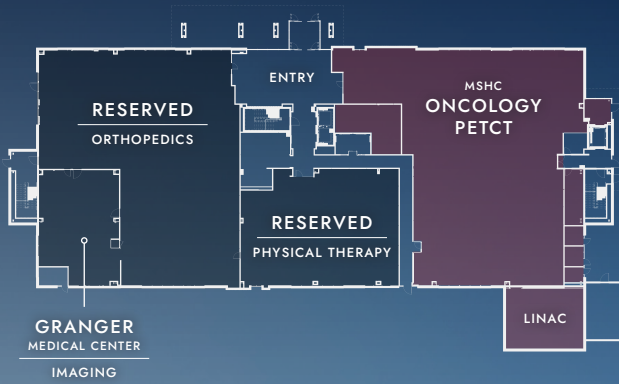 ENTRY
RESERVED
ORTHOPEDICS
MSHC
ONCOLOGY
PETCT
RESERVED
PHYSICAL THERAPY
LINAC
GRANGER
MEDICAL CENTER
IMAGING